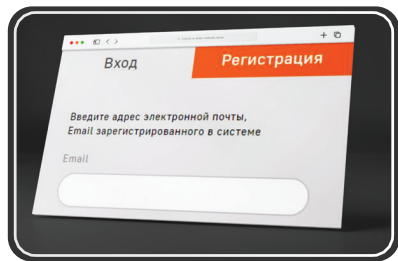 Вход
Регистрация
Введите адрес электронной почты,
Email зарегистрированного в системе
Email